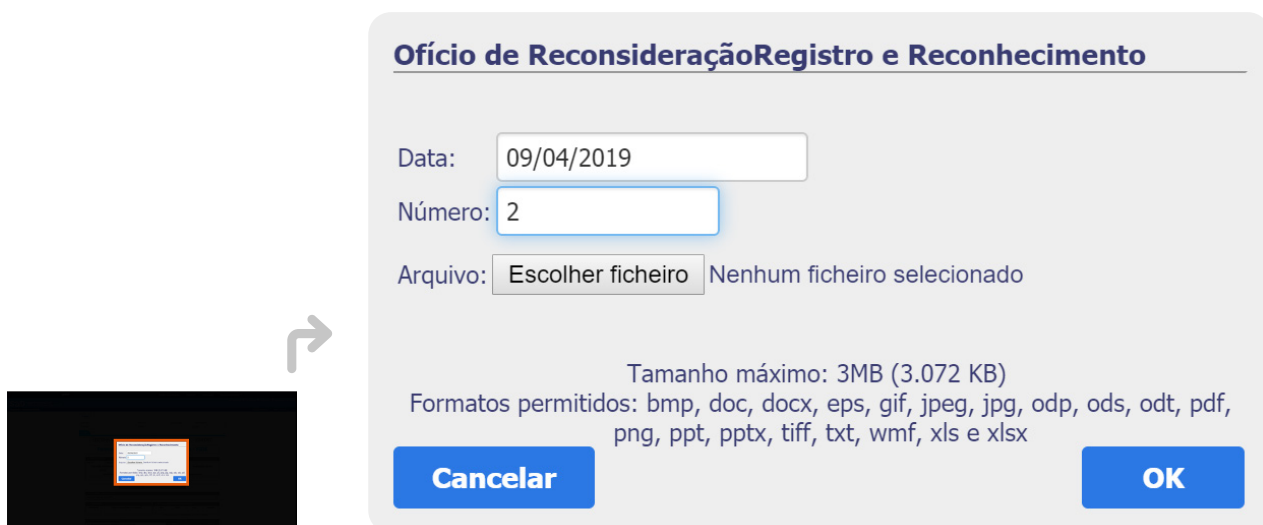 Ofício de ReconsideraçãoRegistro e Reconhecimento
Data: 09/04/2019
Número: 2
Arquivo: Escolher ficheiro Nenhum ficheiro selecionado
Tamanho máximo: 3MB (3.072 KB)
Formatos permitidos: bmp, doc, docx, eps, gif, jpeg, jpg, odp, ods, odt, pdf,
png, ppt, pptx, tiff, txt, wmf, xls e xlsx
Cancelar OK